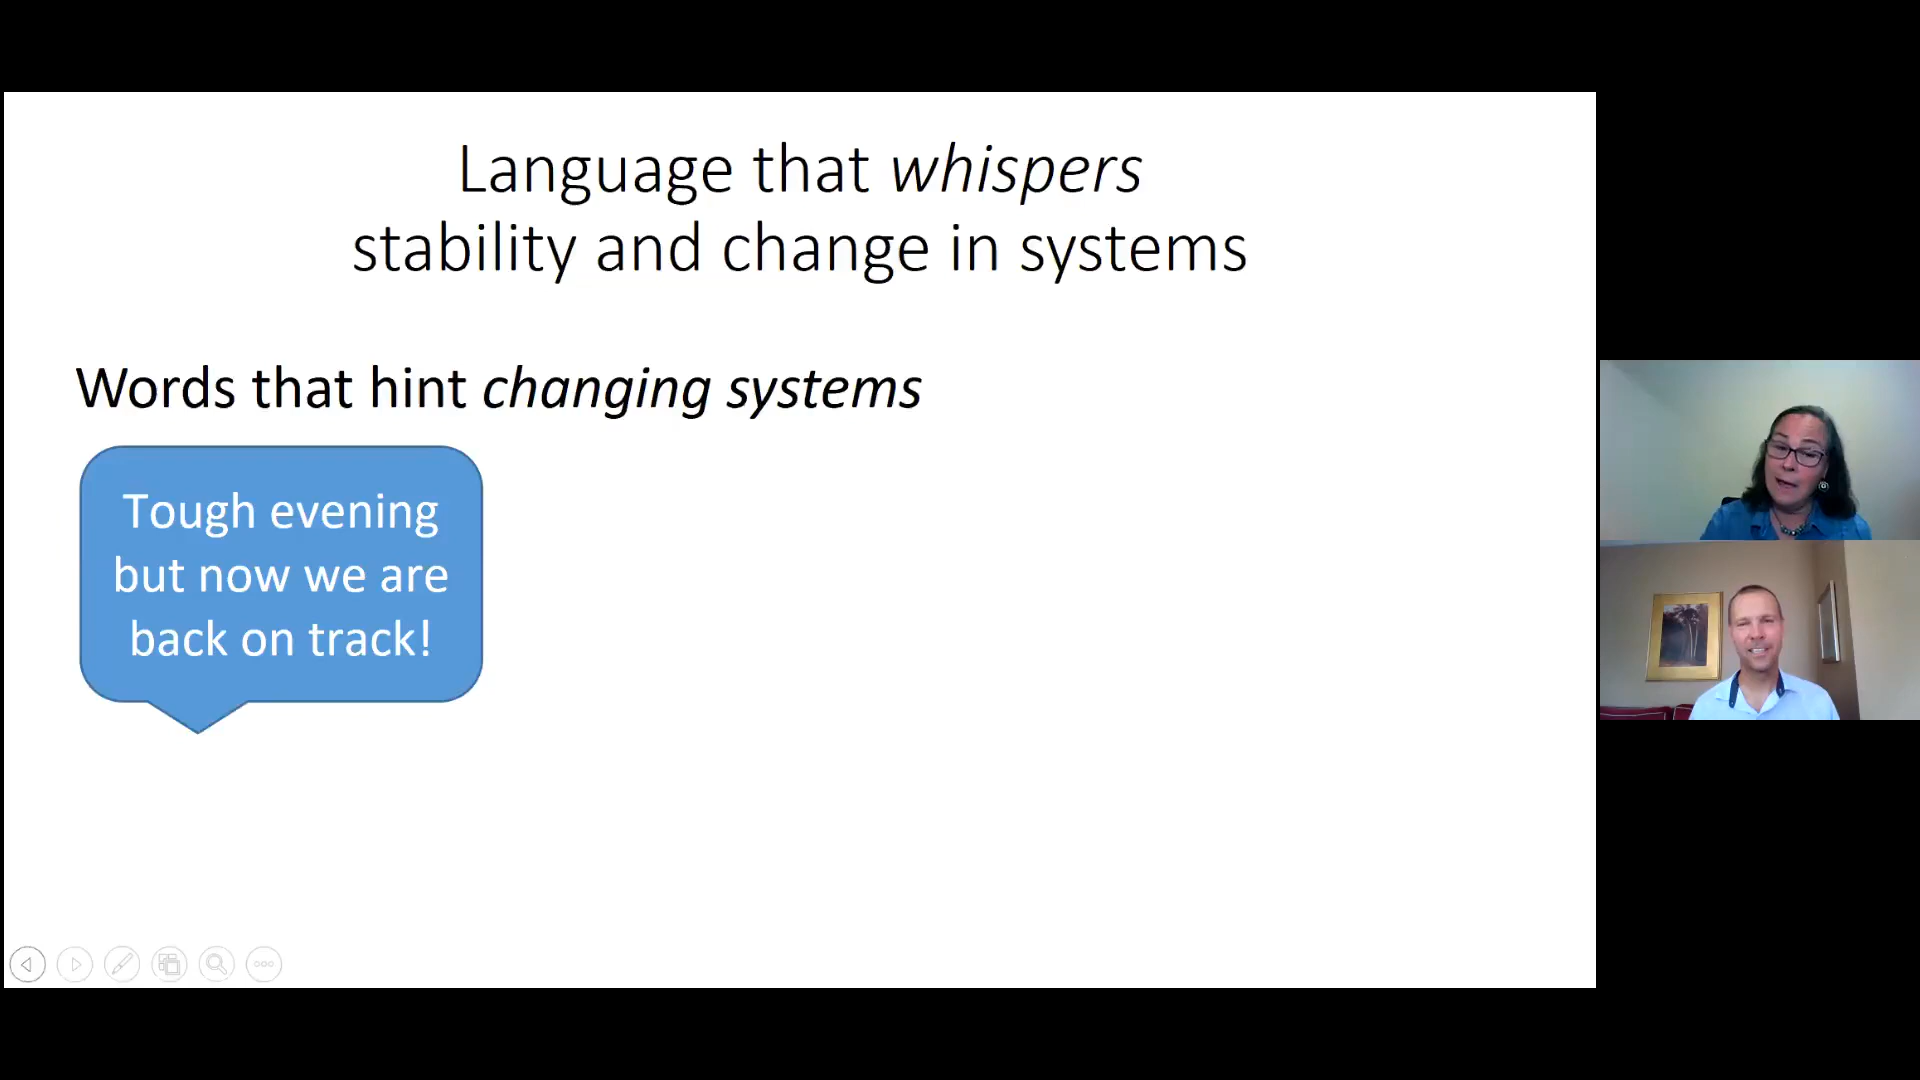 Language that whispers
stability and change in systems
Words that hint changing systems
Tough evening
but now we are
back on track!